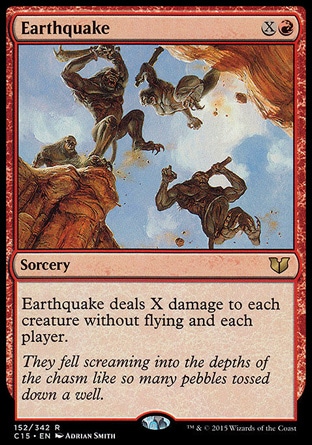 Earthquake X R
Sorcery
Earthquake deals X damage to each
creature without flying and each
player.
They fell screaming into the depths of
the chasm like so many pebbles tossed
down a well.
152/342 R
C15 • EN Adrian Smith
™ & © 2015 Wizards of the Coast